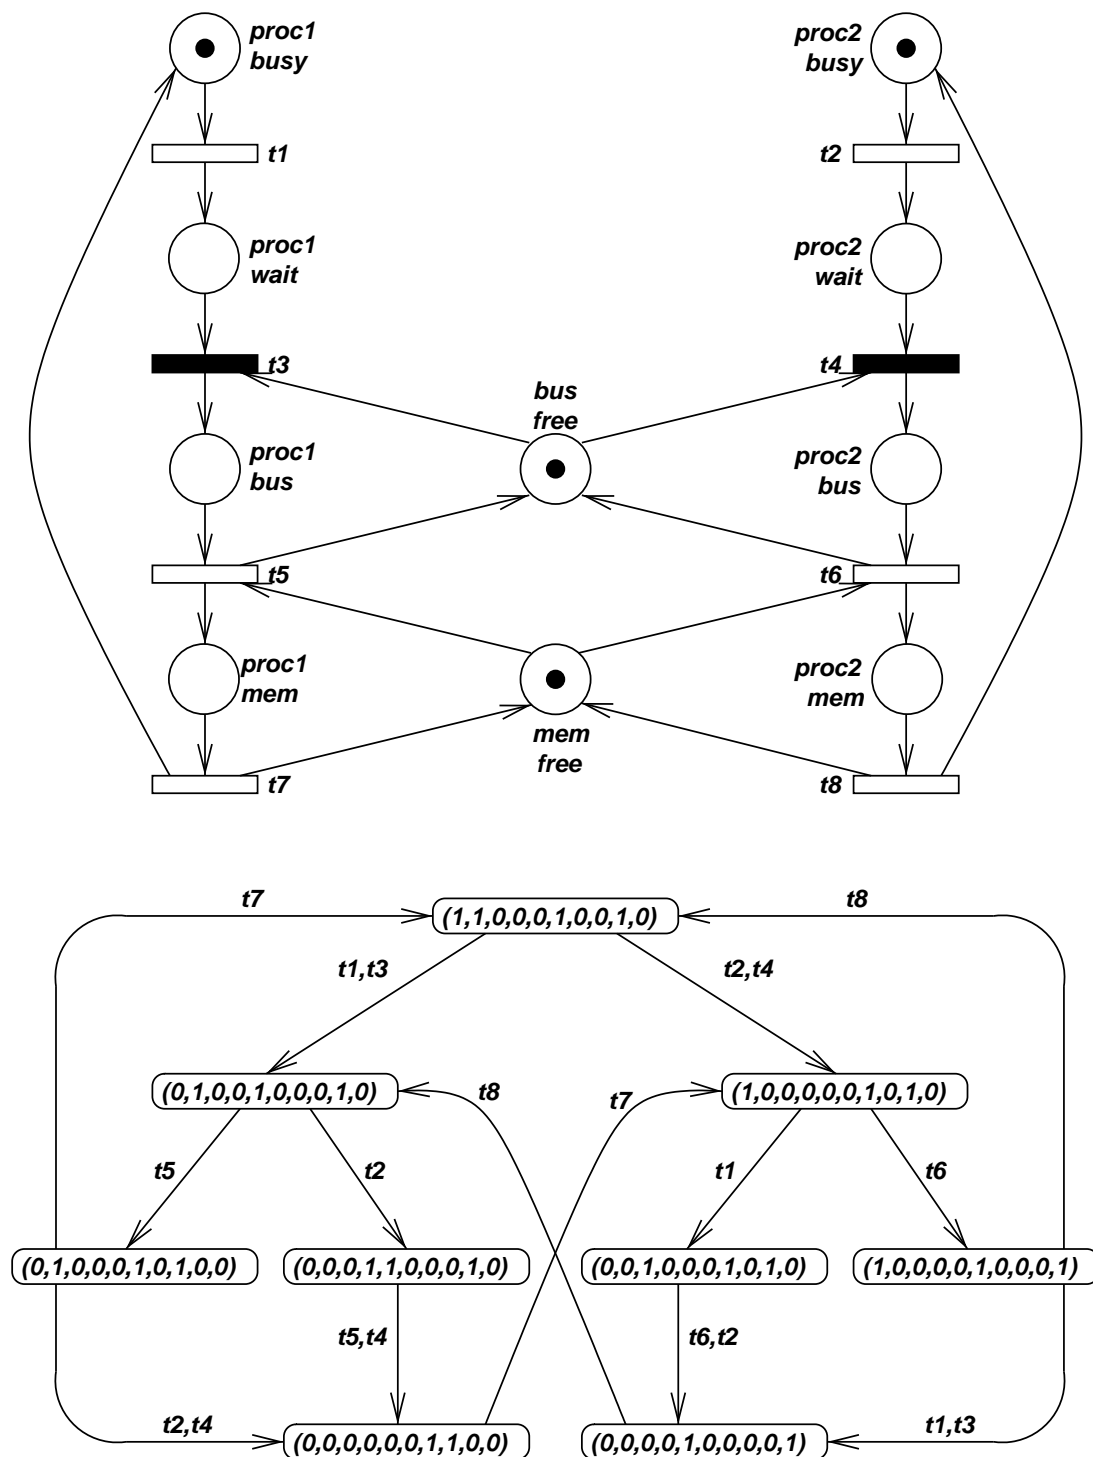 proc1
busy
proc2
busy
t1
t2
proc1
wait
proc2
wait
t3
t4
bus
free
proc1
bus
proc2
bus
t5
t6
proc1
mem
proc2
mem
mem
free
t7
t8
t7
t8
(1,1,0,0,0,1,0,0,1,0)
t1,t3
t2,t4
(0,1,0,0,1,0,0,0,1,0)
t8
t7
(1,0,0,0,0,0,1,0,1,0)
t5
t2
t1
t6
(0,1,0,0,0,1,0,1,0,0)
(0,0,0,1,1,0,0,0,1,0)
(0,0,1,0,0,0,1,0,1,0)
(1,0,0,0,0,1,0,0,0,1)
t5,t4
t6,t2
t2,t4
(0,0,0,0,0,0,1,1,0,0)
(0,0,0,0,1,0,0,0,0,1)
t1,t3